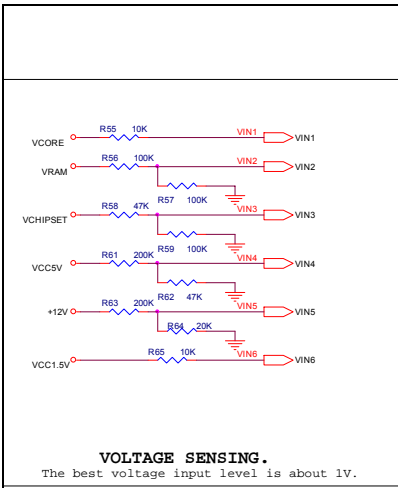 R55 10K
VCORE VIN1 VIN1
R56 100K
VRAM VIN2 VIN2
R57 100K
R58 47K
VCHIPSET VIN3 VIN3
R59 100K
R61 200K
VCC5V VIN4 VIN4
R62 47K
R63 200K
+12V VIN5 VIN5
R64 20K
R65 10K
VCC1.5V VIN6 VIN6
VOLTAGE SENSING.
The best voltage input level is about 1V.